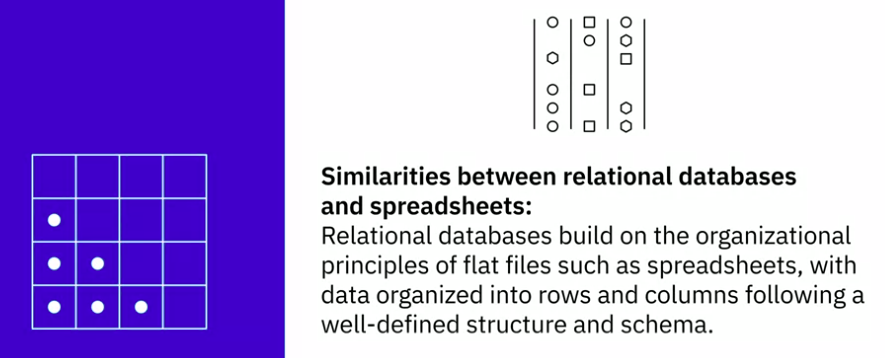 Similarities between relational databases
and spreadsheets:
Relational databases build on the organizational
principles of flat files such as spreadsheets, with
data organized into rows and columns following a
well-defined structure and schema.